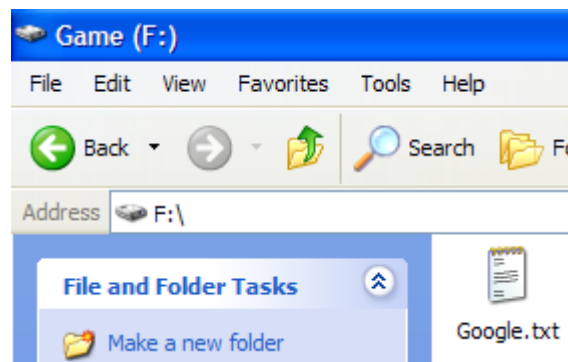 Game (F:)
File Edit View Favorites Tools Help
Back Search
Address F:\
File and Folder Tasks
Make a new folder
Google.txt